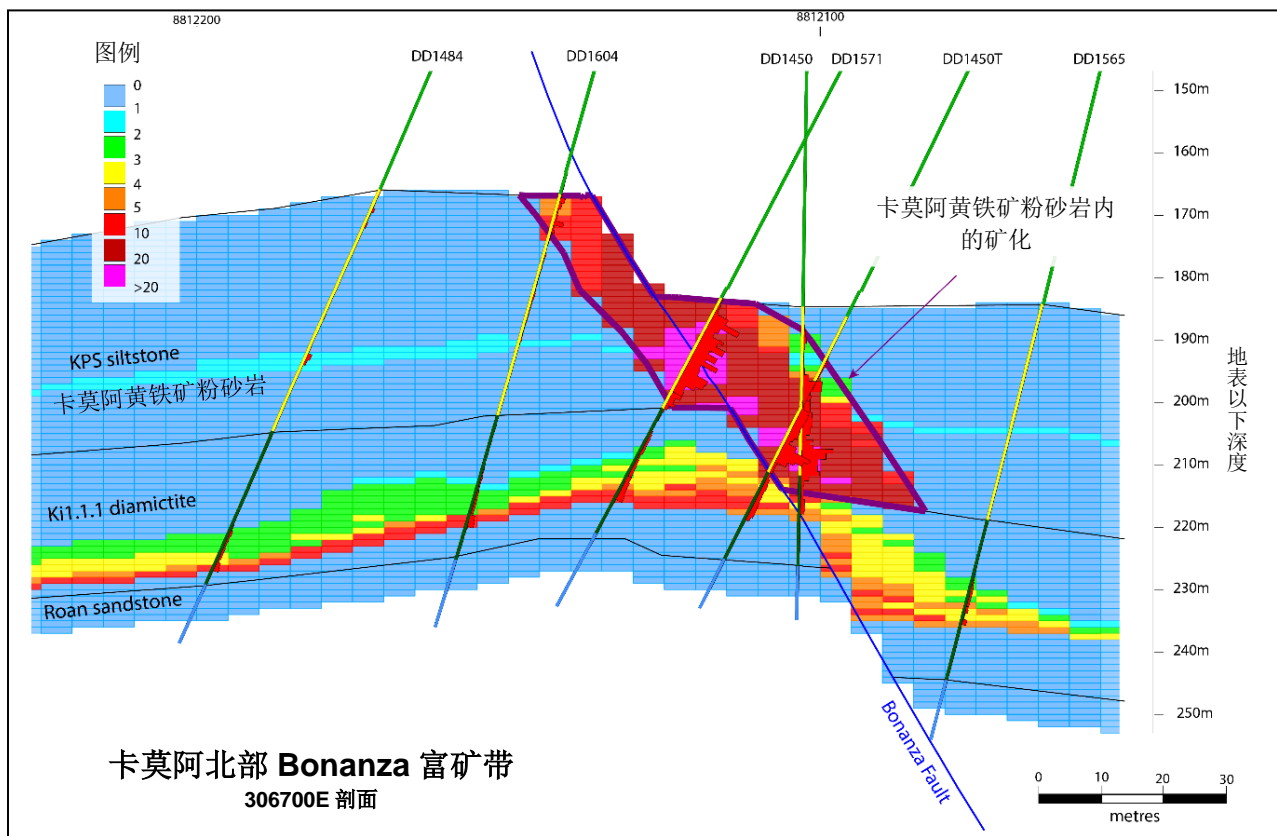 8812200
8812100
图例
0
1
2
3
4
5
10
20
>20
DD1484
DD1604
DD1450
DD1571
DD1450T
DD1565
150m
160m
170m
180m
190m
200m
210m
220m
230m
240m
250m
地表以下深度
卡莫阿黄铁矿粉砂岩内
的矿化
KPS siltstone
卡莫阿黄铁矿粉砂岩
Ki1.1.1 diamictite
Roan sandstone
Bonanza Fault
卡莫阿北部 Bonanza 富矿带
306700E 剖面
0
10
20
30
metres